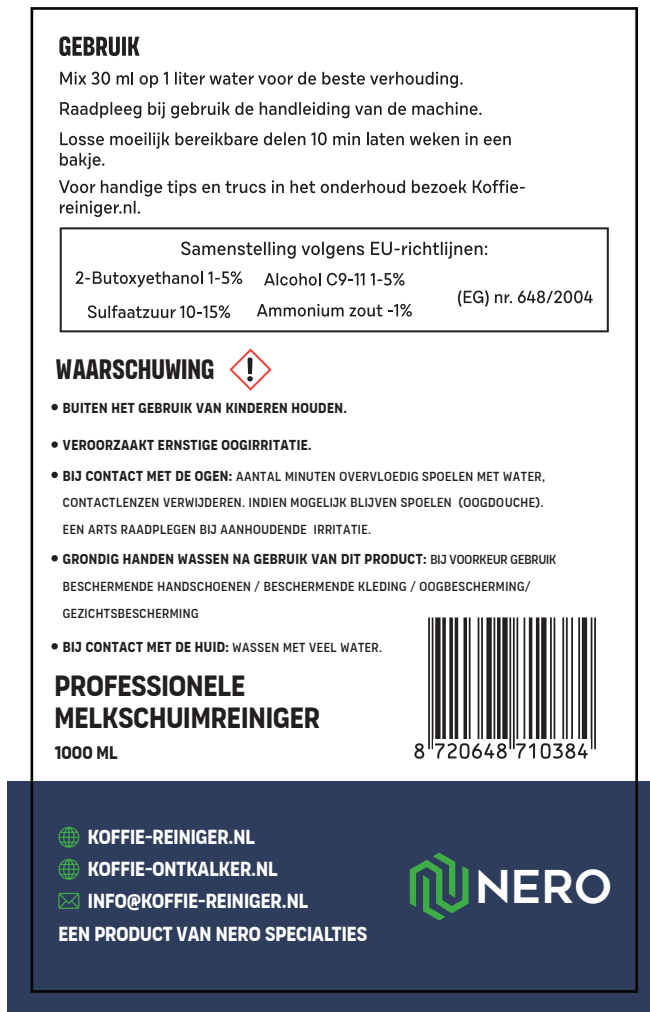 GEBRUIK
Mix 30 ml op 1 liter water voor de beste verhouding.
Raadpleeg bij gebruik de handleiding van de machine.
Losse moeilijk bereikbare delen 10 min laten weken in een
bakje.
Voor handige tips en trucs in het onderhoud bezoek Koffie-
reiniger.nl.
Samenstelling volgens EU-richtlijnen:
2-Butoxyethanol 1-5% Alcohol C9-11 1-5%
(EG) nr. 648/2004
Sulfaatzuur 10-15% Ammonium zout -1%
WAARSCHUWING
• BUITEN HET GEBRUIK VAN KINDEREN HOUDEN.
• VEROORZAAKT ERNSTIGE OOGIRRITATIE.
• BIJ CONTACT MET DE OGEN: AANTAL MINUTEN OVERVLOEDIG SPOELEN MET WATER,
CONTACTLENZEN VERWIJDEREN. INDIEN MOGELIJK BLIJVEN SPOELEN (OOGDOUCHE).
EEN ARTS RAADPLEGEN BIJ AANHOUDENDE IRRITATIE.
• GRONDIG HANDEN WASSEN NA GEBRUIK VAN DIT PRODUCT: BIJ VOORKEUR GEBRUIK
BESCHERMENDE HANDSCHOENEN / BESCHERMENDE KLEDING / OOGBESCHERMING/
GEZICHTSBESCHERMING
• BIJ CONTACT MET DE HUID: WASSEN MET VEEL WATER.
PROFESSIONELE
MELKSCHUIMREINIGER
1000 ML
8 720648 710384
KOFFIE-REINIGER.NL
KOFFIE-ONTKALKER.NL
INFO@KOFFIE-REINIGER.NL
EEN PRODUCT VAN NERO SPECIALTIES
NERO